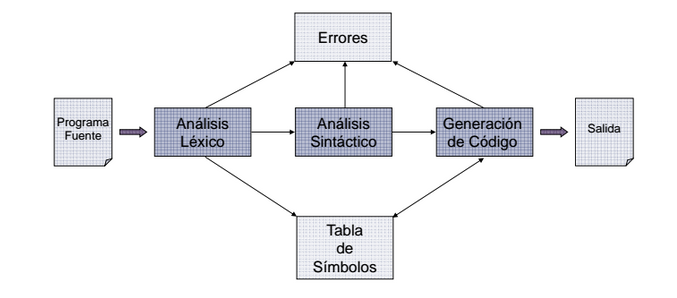 Errores
Programa
Fuente
Análisis
Léxico
Análisis
Sintáctico
Generación
de Código
Salida
Tabla
de
Símbolos